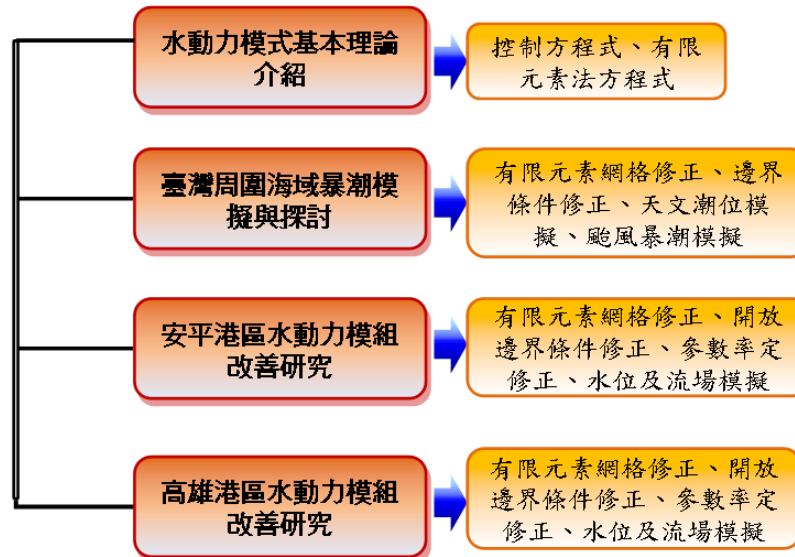 水動力模式基本理論
介紹
控制方程式、有限
元素法方程式
臺灣周圍海域暴潮模
擬與探討
有限元素網格修正、邊界
條件修正、天文潮位模
擬、颱風暴潮模擬
安平港區水動力模組
改善研究
有限元素網格修正、開放
邊界條件修正、參數率定
修正、水位及流場模擬
高雄港區水動力模組
改善研究
有限元素網格修正、開放
邊界條件修正、參數率定
修正、水位及流場模擬